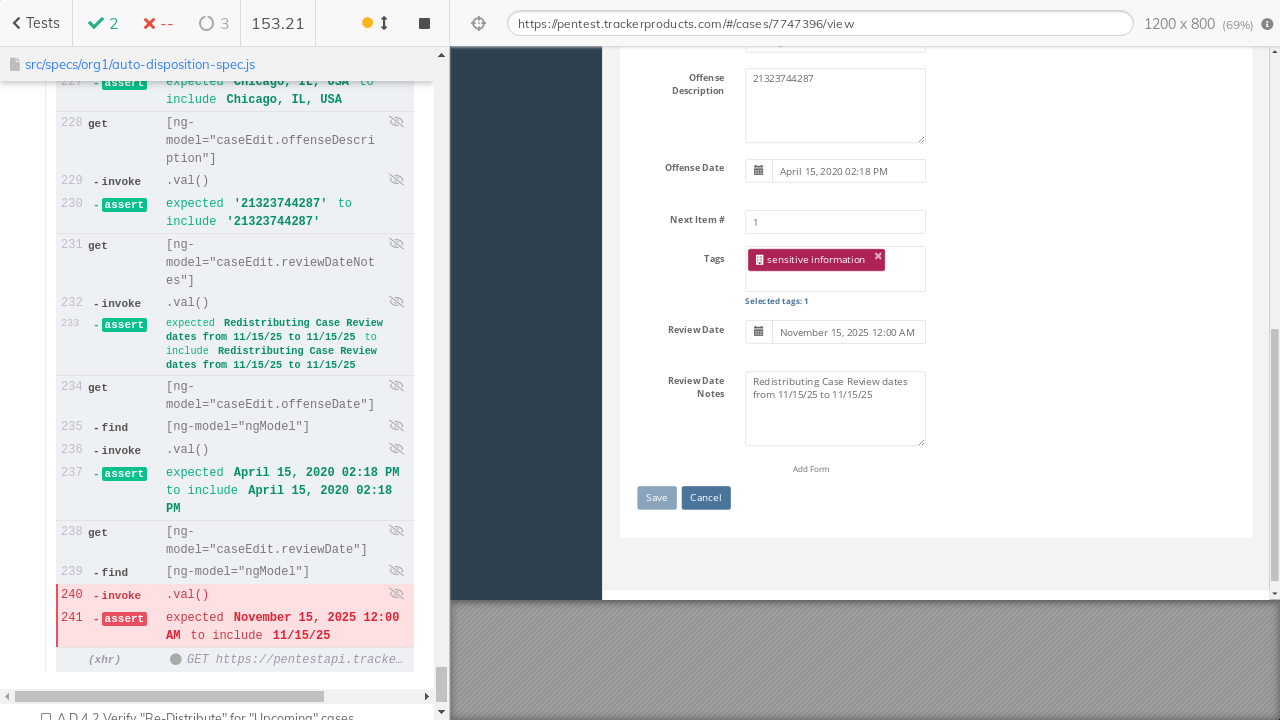 Tests
2
--
3
153.21
https://pentest.trackerproducts.com/#/cases/7747396/view
1200 x 800 (69%)
src/specs/org1/auto-disposition-spec.js
227 - assert expected Chicago, IL, USA to
include Chicago, IL, USA
228 get [ng-
model="caseEdit.offenseDescri
ption"]
229 - invoke .val()
230 - assert expected '21323744287' to
include '21323744287'
231 get [ng-
model="caseEdit.reviewDateNot
es"]
232 - invoke .val()
233 - assert expected Redistributing Case Review
dates from 11/15/25 to 11/15/25 to
include Redistributing Case Review
dates from 11/15/25 to 11/15/25
234 get [ng-
model="caseEdit.offenseDate"]
235 - find [ng-model="ngModel"]
236 - invoke .val()
237 - assert expected April 15, 2020 02:18 PM
to include April 15, 2020 02:18
PM
238 get [ng-
model="caseEdit.reviewDate"]
239 - find [ng-model="ngModel"]
240 - invoke .val()
241 - assert expected November 15, 2025 12:00
AM to include 11/15/25
(xhr) GET https://pentestapi.tracke…
A.D.4.2 Verify "Re-Distribute" for "Upcoming" cases
Offense
Description
21323744287
Offense Date
April 15, 2020 02:18 PM
Next Item #
1
Tags
sensitive information
Selected tags: 1
Review Date
November 15, 2025 12:00 AM
Review Date
Notes
Redistributing Case Review dates
from 11/15/25 to 11/15/25
Add Form
Save
Cancel